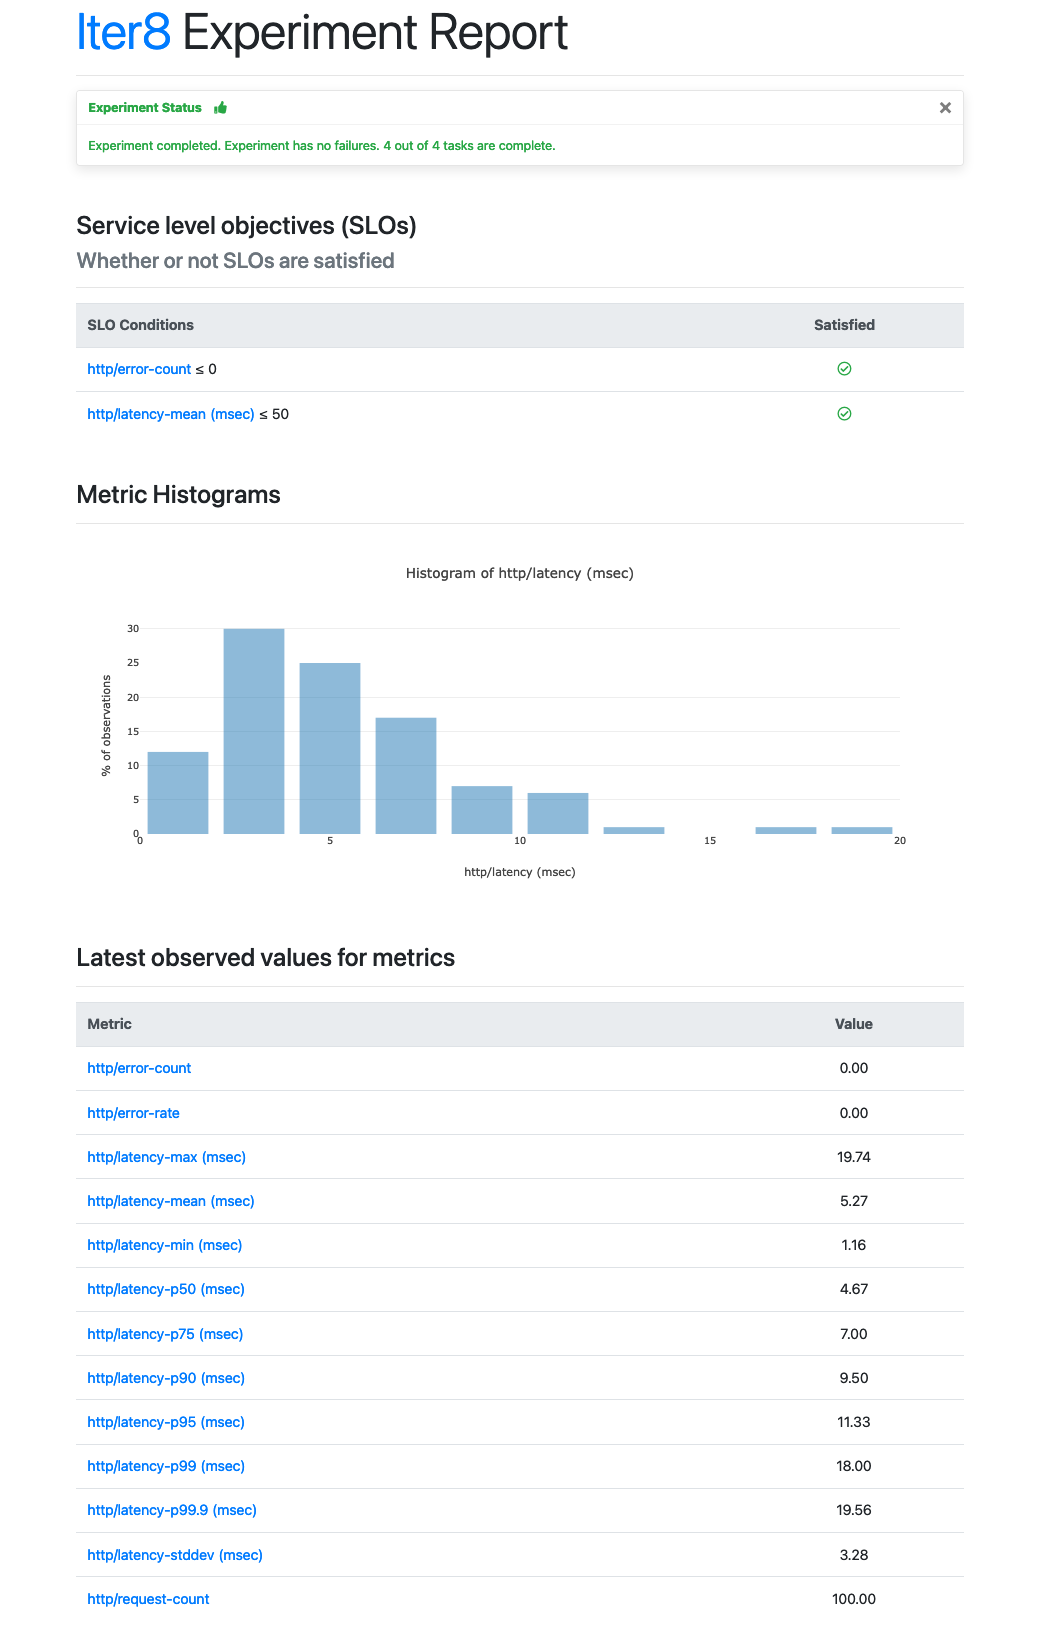 Iter8 Experiment Report
Experiment Status
Experiment completed. Experiment has no failures. 4 out of 4 tasks are complete.
Service level objectives (SLOs)
Whether or not SLOs are satisfied
SLO Conditions Satisfied
http/error-count ≤ 0
http/latency-mean (msec) ≤ 50
Metric Histograms
Histogram of http/latency (msec)
30
25
20
15
10
5
0
% of observations
0 5 10 15 20
http/latency (msec)
Latest observed values for metrics
Metric Value
http/error-count 0.00
http/error-rate 0.00
http/latency-max (msec) 19.74
http/latency-mean (msec) 5.27
http/latency-min (msec) 1.16
http/latency-p50 (msec) 4.67
http/latency-p75 (msec) 7.00
http/latency-p90 (msec) 9.50
http/latency-p95 (msec) 11.33
http/latency-p99 (msec) 18.00
http/latency-p99.9 (msec) 19.56
http/latency-stddev (msec) 3.28
http/request-count 100.00